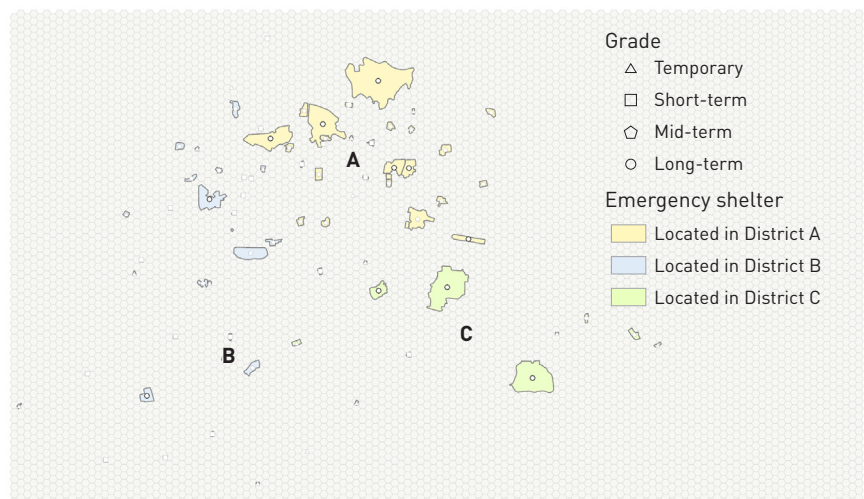 Grade
Temporary
Short-term
Mid-term
Long-term
Emergency shelter
Located in District A
Located in District B
Located in District C
A
C
B